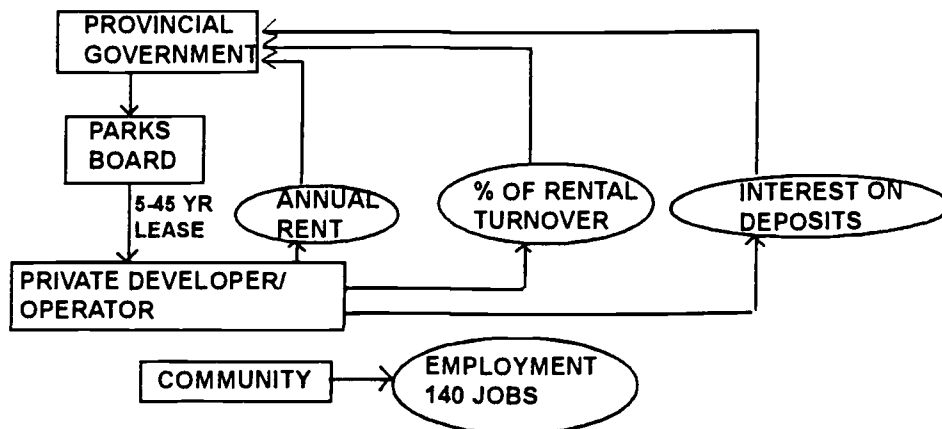 PROVINCIAL
GOVERNMENT
PARKS
BOARD
5-45 YR
LEASE
ANNUAL
RENT
% OF RENTAL
TURNOVER
INTEREST ON
DEPOSITS
PRIVATE DEVELOPER/
OPERATOR
COMMUNITY
EMPLOYMENT
140 JOBS